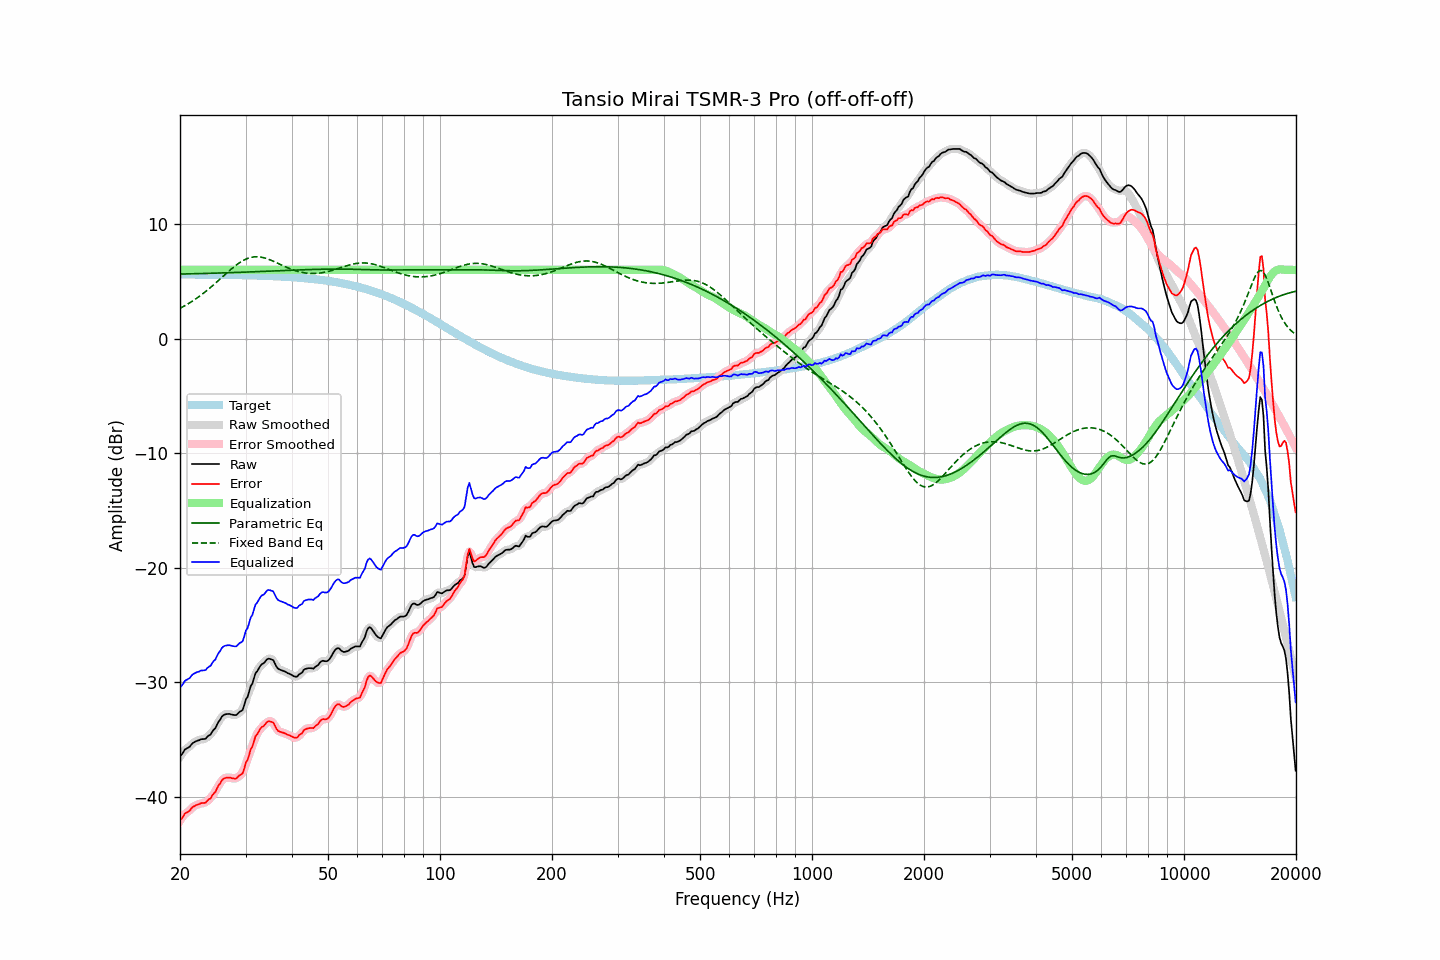 Tansio Mirai TSMR-3 Pro (off-off-off)
Amplitude (dBr)
10
0
−10
−20
−30
−40
Target
Raw Smoothed
Error Smoothed
Raw
Error
Equalization
Parametric Eq
Fixed Band Eq
Equalized
20 50 100 200 500 1000 2000 5000 10000 20000
Frequency (Hz)